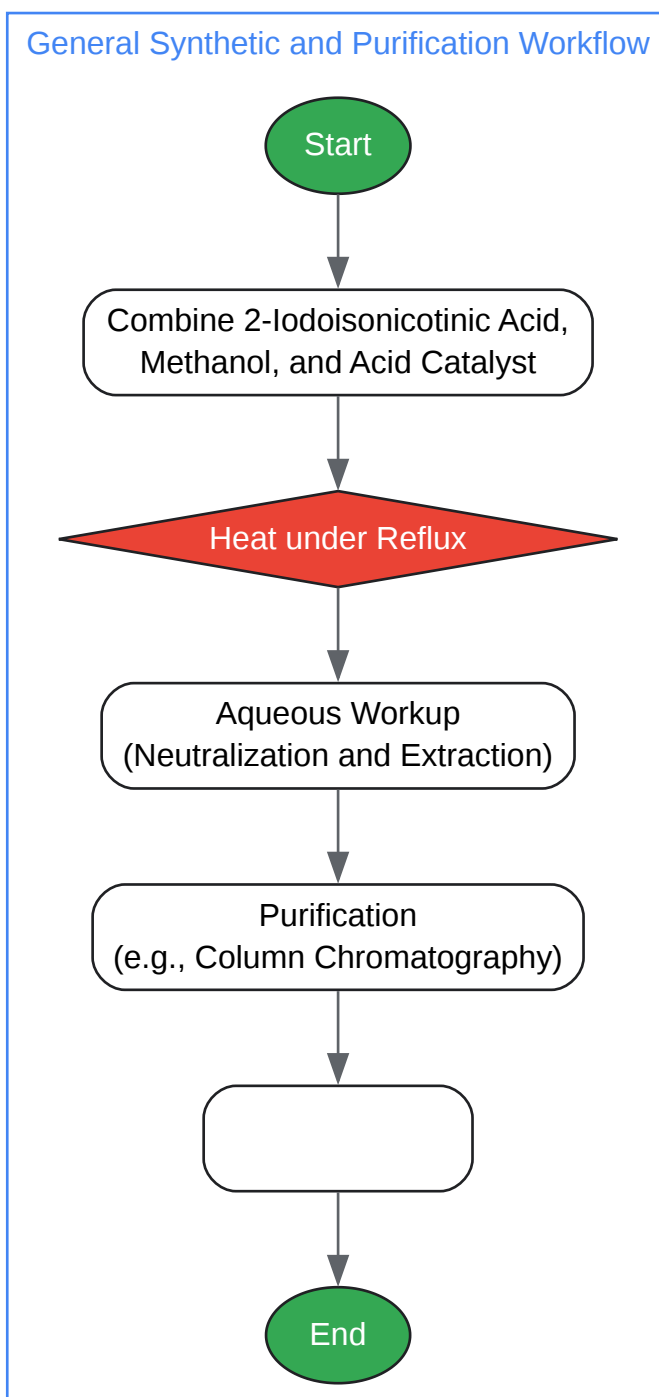 General Synthetic and Purification Workflow
Start
Combine 2-Iodoisonicotinic Acid,
Methanol, and Acid Catalyst
Heat under Reflux
Aqueous Workup
(Neutralization and Extraction)
Purification
(e.g., Column Chromatography)
End